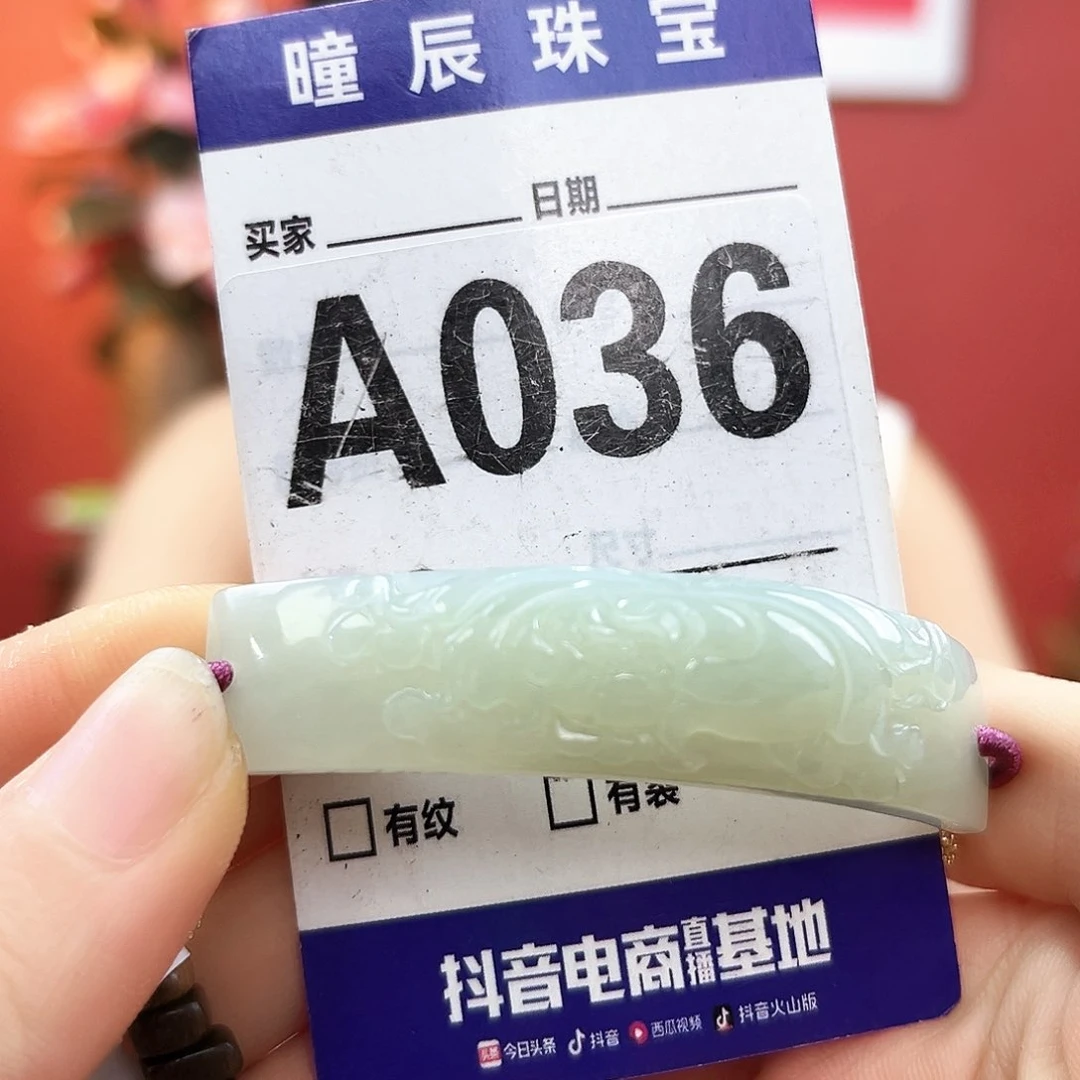 曈辰珠宝
买家 日期
A036
有纹 有裂
抖音电商直播基地
今日头条 抖音 西瓜视频 抖音火山版